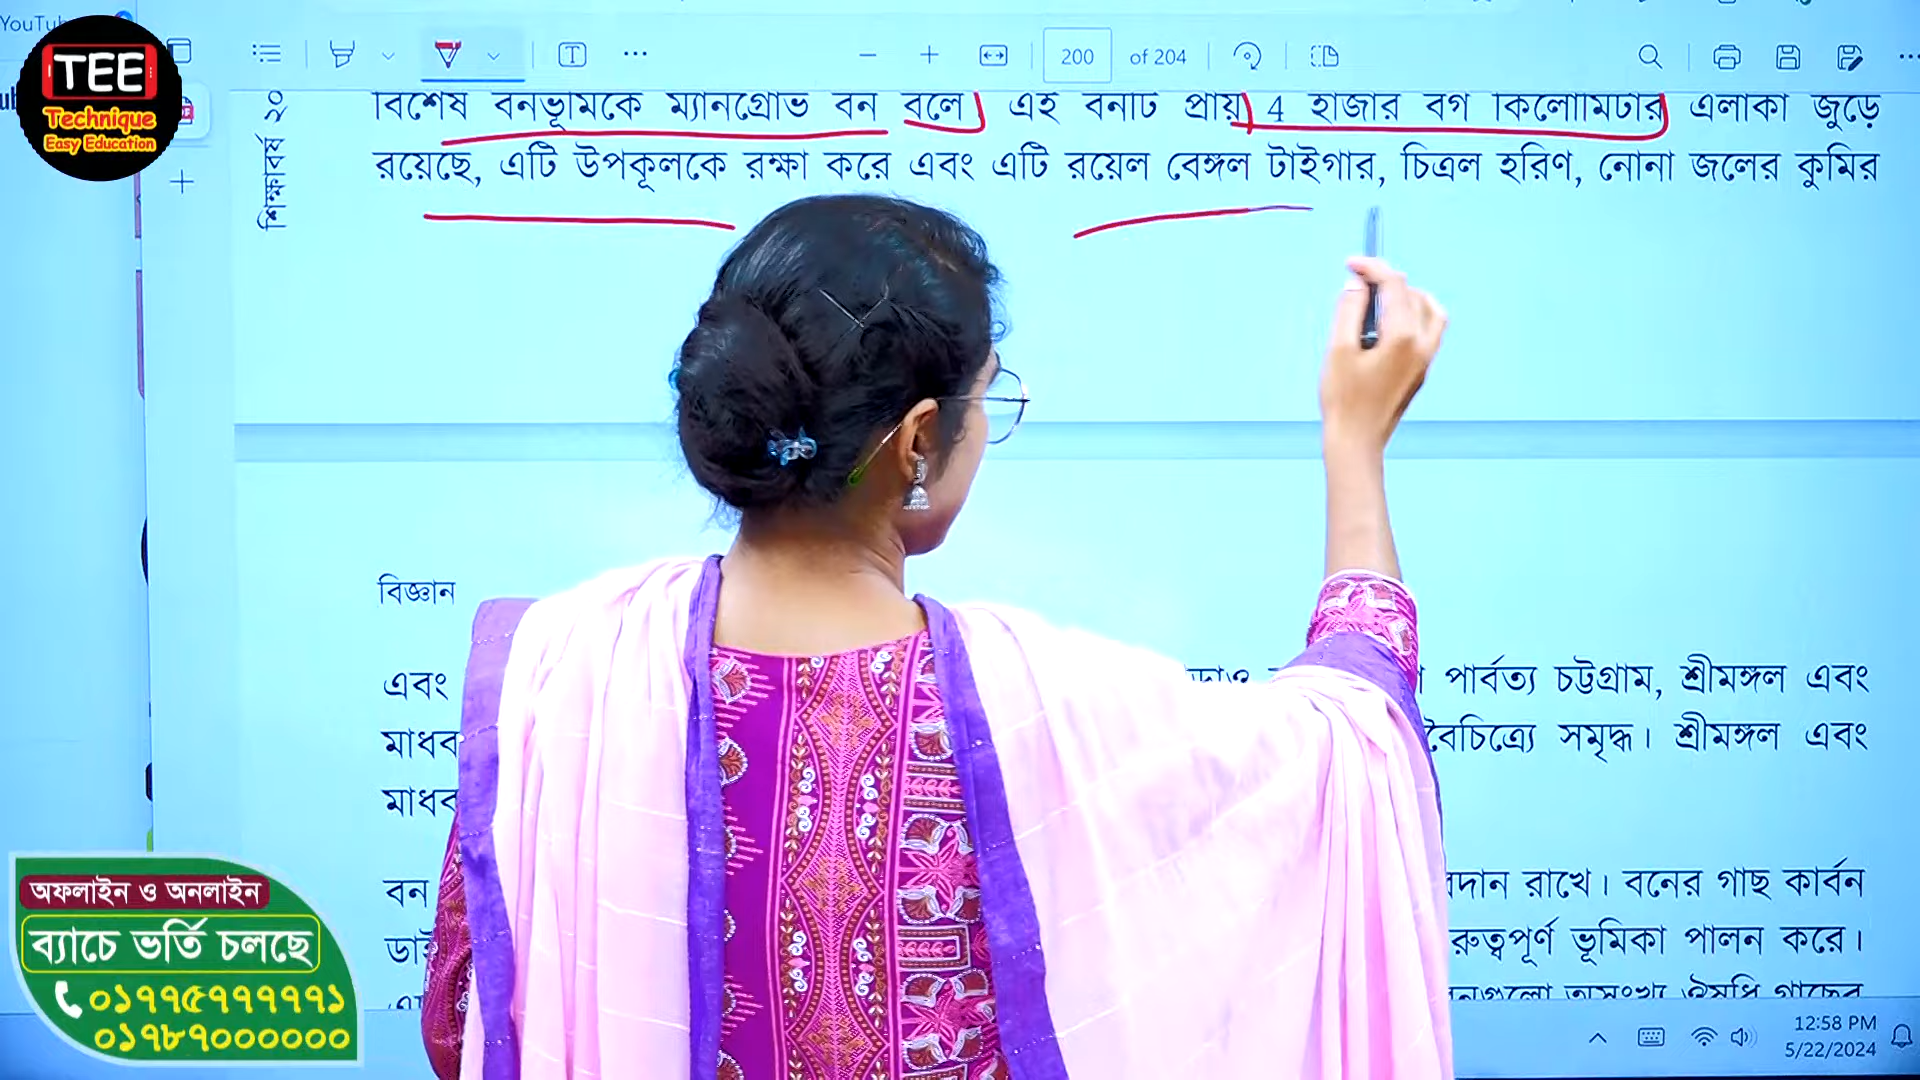 YouTu
TEE
Technique
Easy Education
200 of 204
শিক্ষাবর্ষ ২০
বিশেষ বনভূমিকে ম্যানগ্রোভ বন বলে। এই বনটি প্রায় 4 হাজার বর্গ কিলোমিটার এলাকা জুড়ে
রয়েছে, এটি উপকূলকে রক্ষা করে এবং এটি রয়েল বেঙ্গল টাইগার, চিত্রল হরিণ, নোনা জলের কুমির
বিজ্ঞান
এবং পার্বত্য চট্টগ্রাম, শ্রীমঙ্গল এবং
মাধব বৈচিত্র্যে সমৃদ্ধ। শ্রীমঙ্গল এবং
মাধব
বন রাখে। বনের গাছ কার্বন
ভূমিকা পালন করে।
অসংখ্য ঔষধি গাছের
অফলাইন ও অনলাইন
ব্যাচে ভর্তি চলছে
০১৭৭৫৭৭৭৭৭১
০১৭৮৭০০০০০০
12:58 PM
5/22/2024